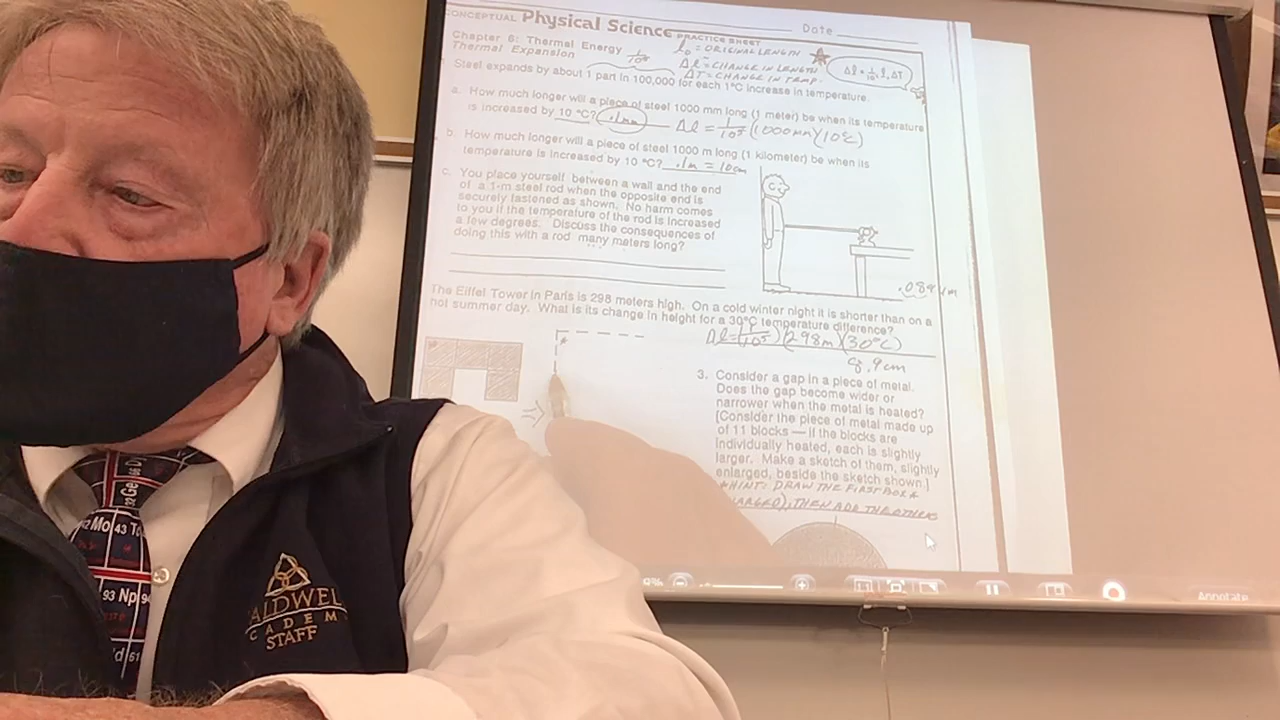 CONCEPTUAL Physical Science PRACTICE SHEET
Date
Chapter 6: Thermal Energy
Thermal Expansion
l₀ = ORIGINAL LENGTH
Δl = CHANGE IN LENGTH
ΔT = CHANGE IN TEMP.
Steel expands by about 1 part in 100,000 for each 1°C increase in temperature.
a. How much longer will a piece of steel 1000 mm long (1 meter) be when its temperature
is increased by 10 °C? .1mm Δl = 1/10⁵ (1000mm)(10°C)
b. How much longer will a piece of steel 1000 m long (1 kilometer) be when its
temperature is increased by 10 °C? .1m = 10cm
c. You place yourself between a wall and the end
of a 1-m steel rod when the opposite end is
securely fastened as shown. No harm comes
to you if the temperature of the rod is increased
a few degrees. Discuss the consequences of
doing this with a rod many meters long?
The Eiffel Tower in Paris is 298 meters high. On a cold winter night it is shorter than on a
hot summer day. What is its change in height for a 30°C temperature difference?
(298m)(30°C)
8.9cm
3. Consider a gap in a piece of metal.
Does the gap become wider or
narrower when the metal is heated?
[Consider the piece of metal made up
of 11 blocks — if the blocks are
individually heated, each is slightly
larger. Make a sketch of them, slightly
enlarged, beside the sketch shown.]
HINT: DRAW THE FIRST BOX
THEN ADD THE OTHERS
Annotate
Mo 43
93 Np
61
CADEM
STAFF